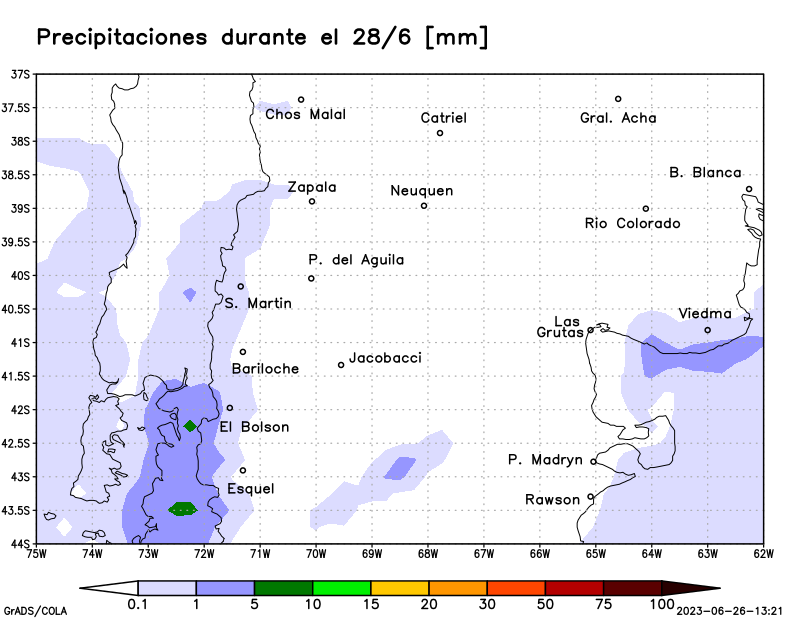 Precipitaciones durante el 28/6 [mm]
37S
37.5S
38S
38.5S
39S
39.5S
40S
40.5S
41S
41.5S
42S
42.5S
43S
43.5S
44S
Chos Malal
Catriel
Gral. Acha
B. Blanca
Zapala
Neuquen
Rio Colorado
P. del Aguila
S. Martin
Viedma
Las
Grutas
Jacobacci
Bariloche
El Bolson
P. Madryn
Esquel
Rawson
75W 74W 73W 72W 71W 70W 69W 68W 67W 66W 65W 64W 63W 62W
0.1 1 5 10 15 20 30 50 75 100
GrADS/COLA
2023-06-26-13:21